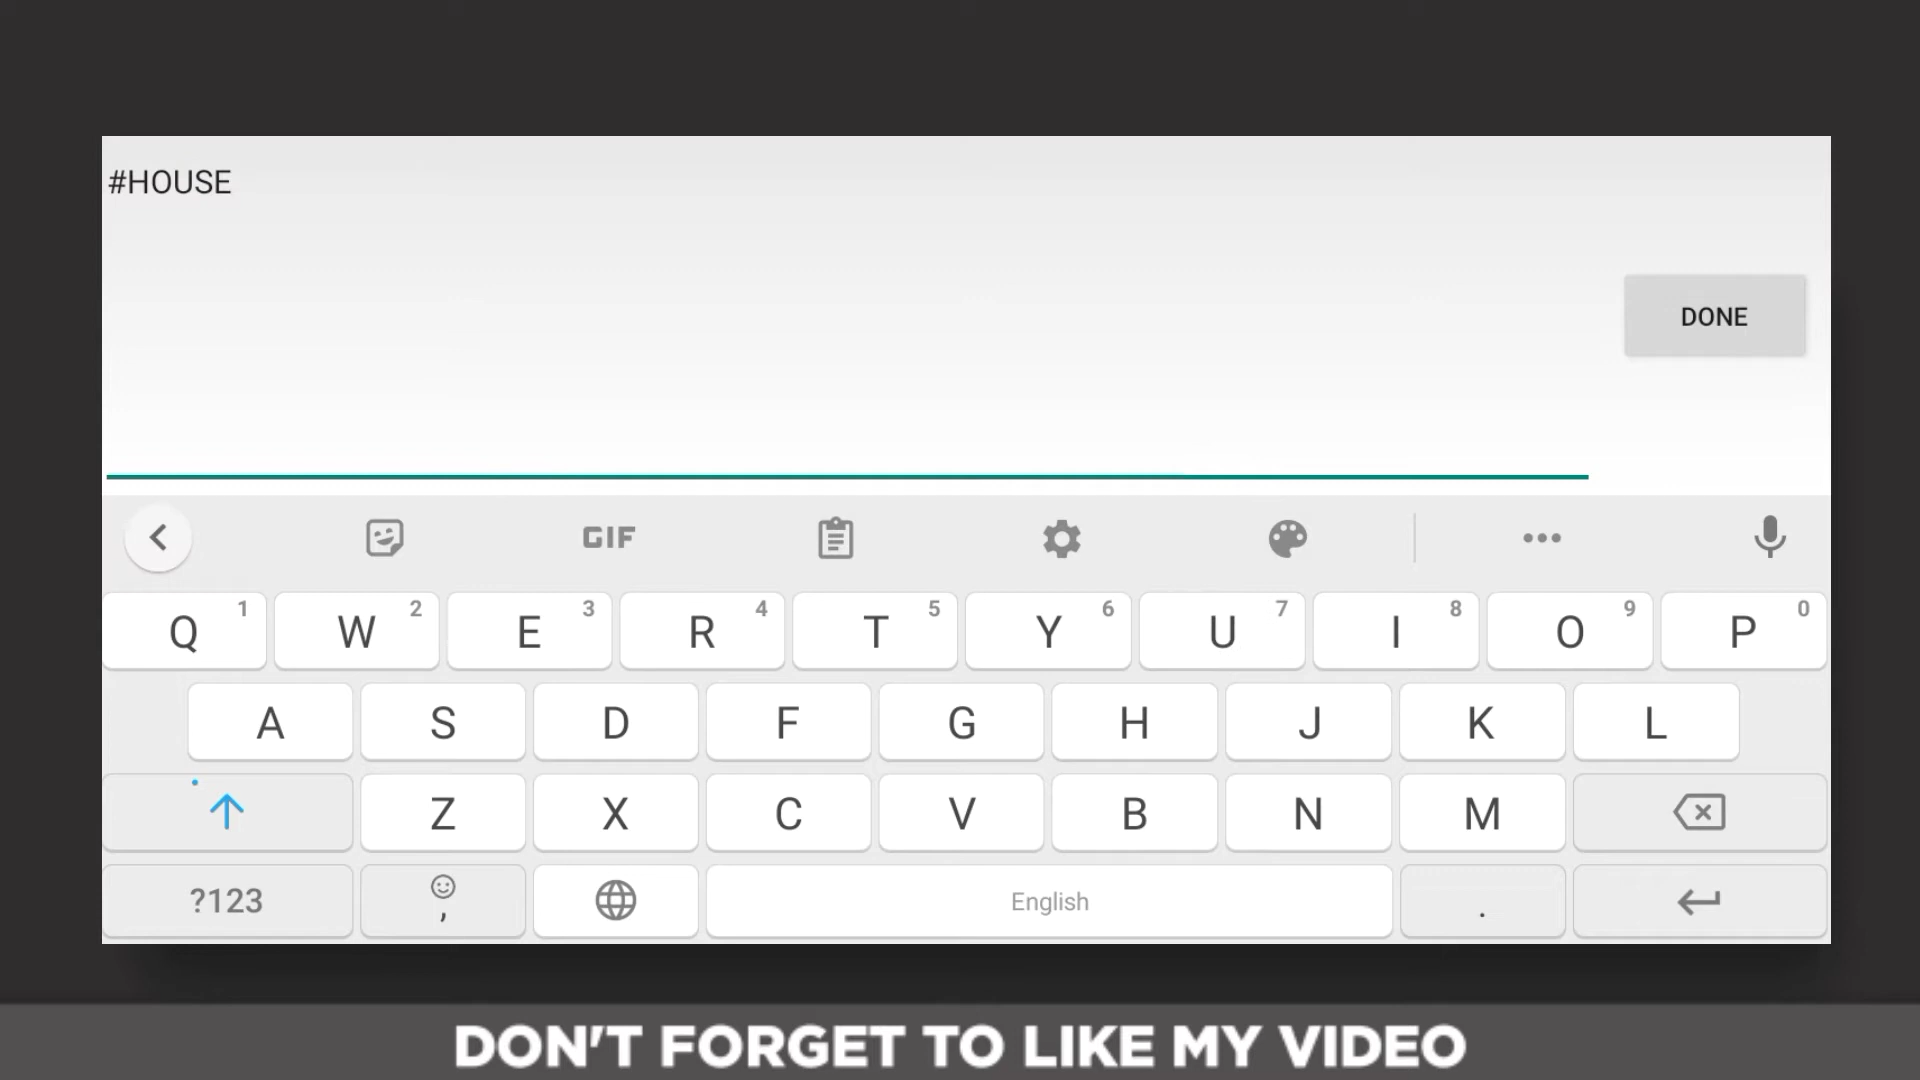 #HOUSE
DONE
GIF
Q 1 W 2 E 3 R 4 T 5 Y 6 U 7 I 8 O 9 P 0
A S D F G H J K L
Z X C V B N M
?123 , English .
DON'T FORGET TO LIKE MY VIDEO